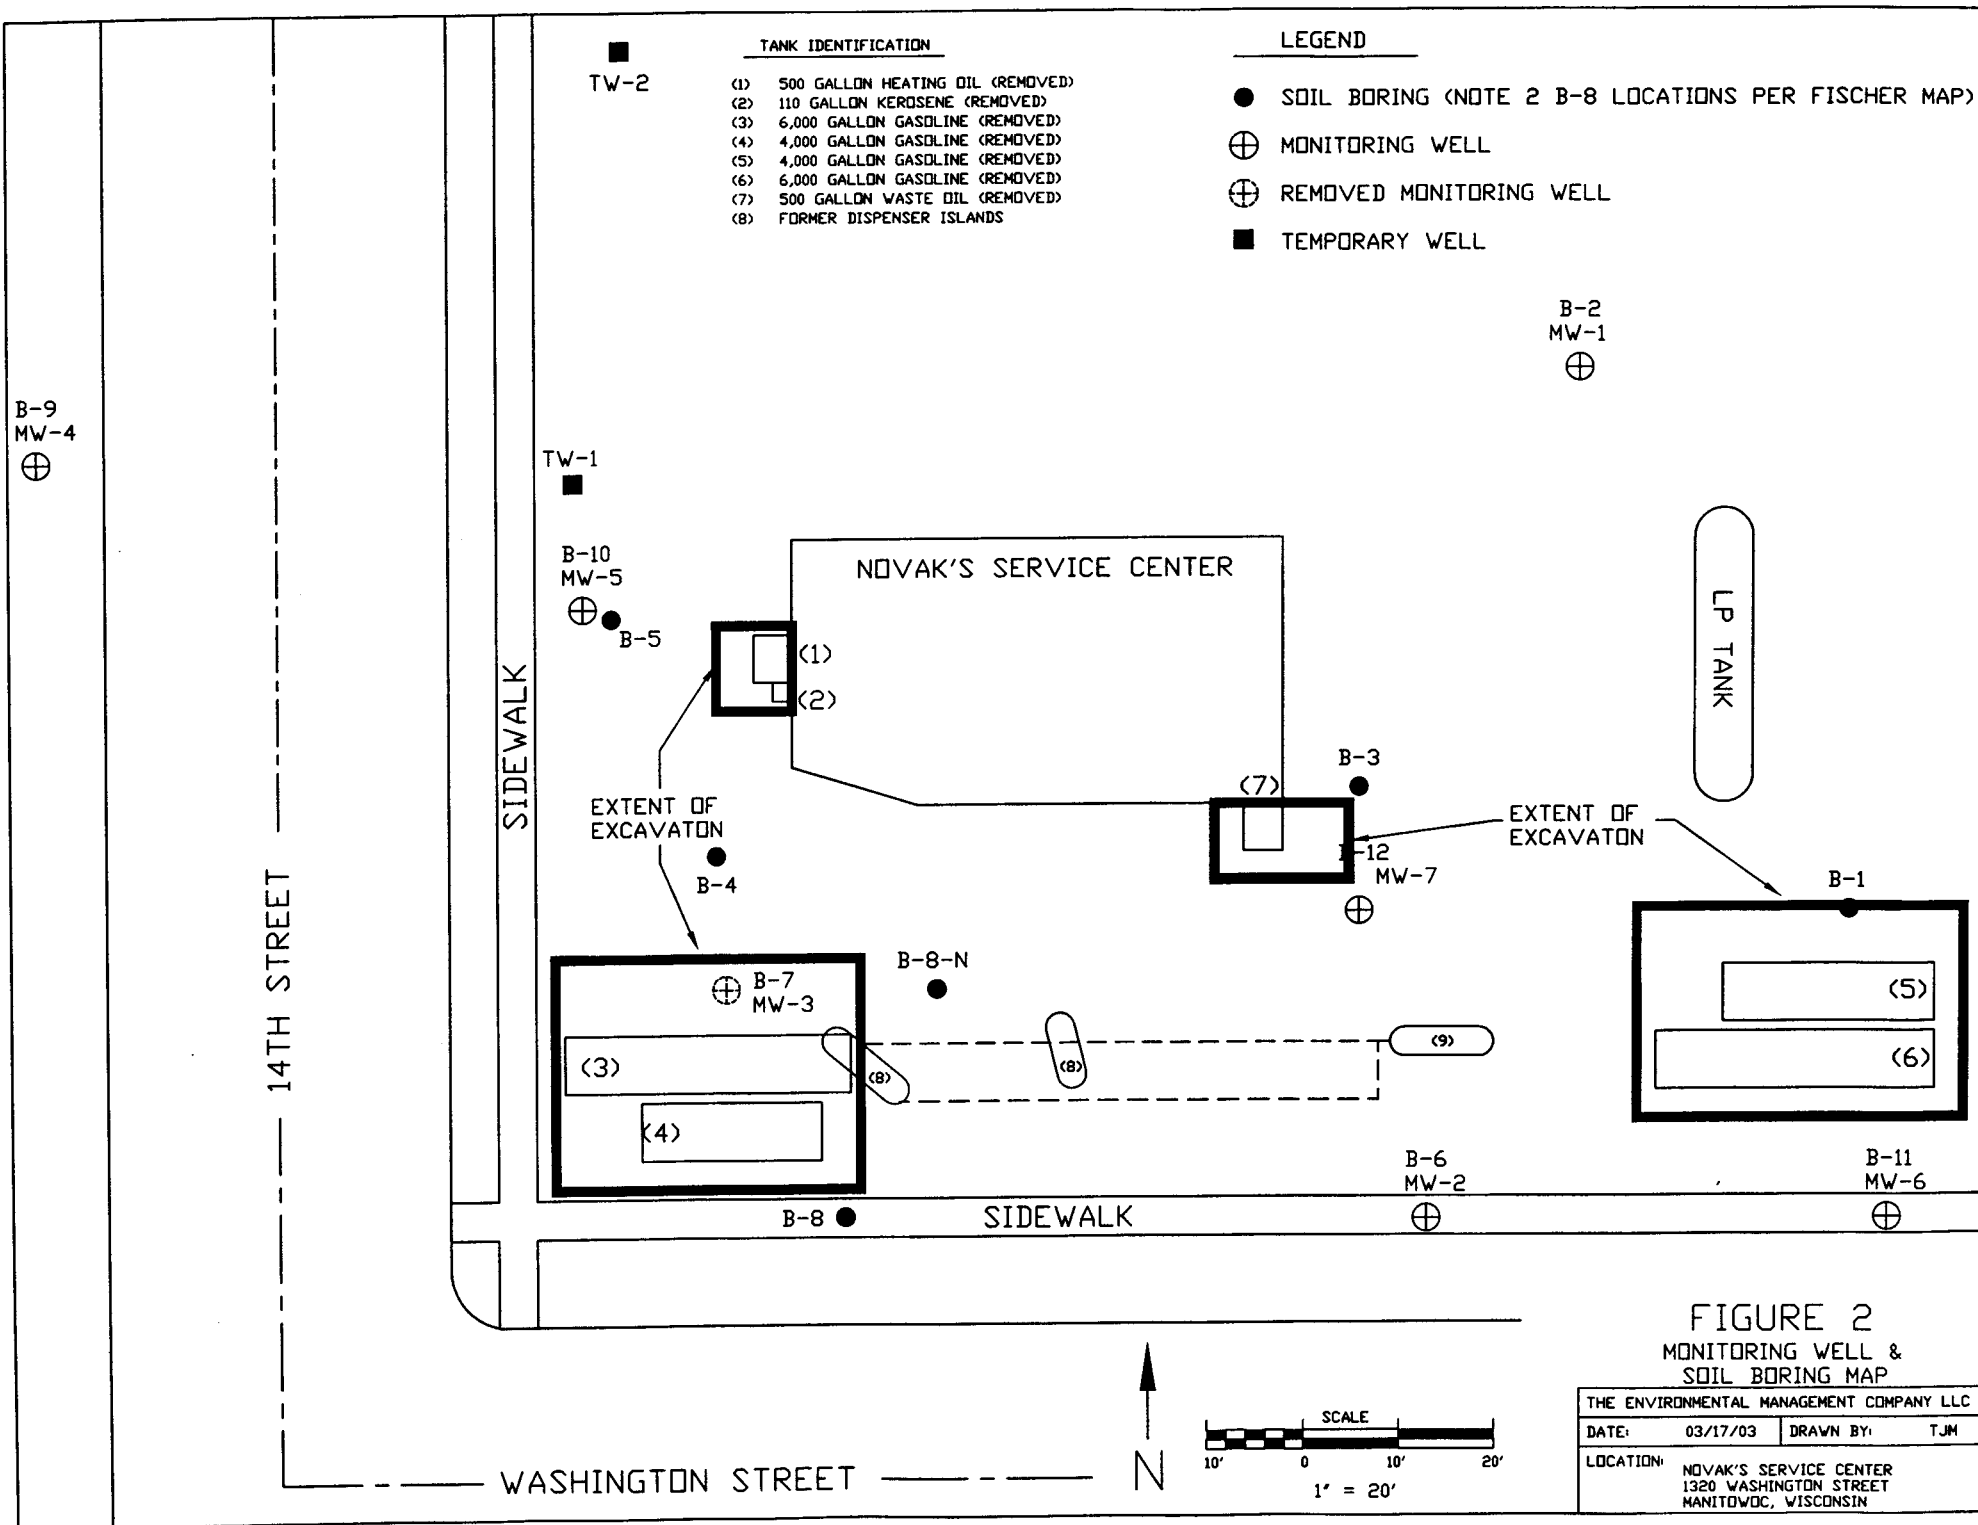 TW-2
TANK IDENTIFICATION
(1) 500 GALLON HEATING OIL (REMOVED)
(2) 110 GALLON KEROSENE (REMOVED)
(3) 6,000 GALLON GASOLINE (REMOVED)
(4) 4,000 GALLON GASOLINE (REMOVED)
(5) 4,000 GALLON GASOLINE (REMOVED)
(6) 6,000 GALLON GASOLINE (REMOVED)
(7) 500 GALLON WASTE OIL (REMOVED)
(8) FORMER DISPENSER ISLANDS
LEGEND
SOIL BORING (NOTE 2 B-8 LOCATIONS PER FISCHER MAP)
MONITORING WELL
REMOVED MONITORING WELL
TEMPORARY WELL
B-2
MW-1
B-9
MW-4
TW-1
B-10
MW-5
B-5
NOVAK'S SERVICE CENTER
(1)
(2)
LP TANK
SIDEWALK
EXTENT OF
EXCAVATON
B-4
(7)
B-3
EXTENT OF
EXCAVATON
-12
MW-7
B-1
14TH STREET
B-7
MW-3
B-8-N
(3)
(4)
(8)
(8)
(9)
(5)
(6)
B-6
MW-2
B-11
MW-6
B-8
SIDEWALK
WASHINGTON STREET
N
SCALE
10' 0 10' 20'
1" = 20'
FIGURE 2
MONITORING WELL &
SOIL BORING MAP
THE ENVIRONMENTAL MANAGEMENT COMPANY LLC
DATE: 03/17/03 DRAWN BY: TJM
LOCATION: NOVAK'S SERVICE CENTER
1320 WASHINGTON STREET
MANITOWOC, WISCONSIN